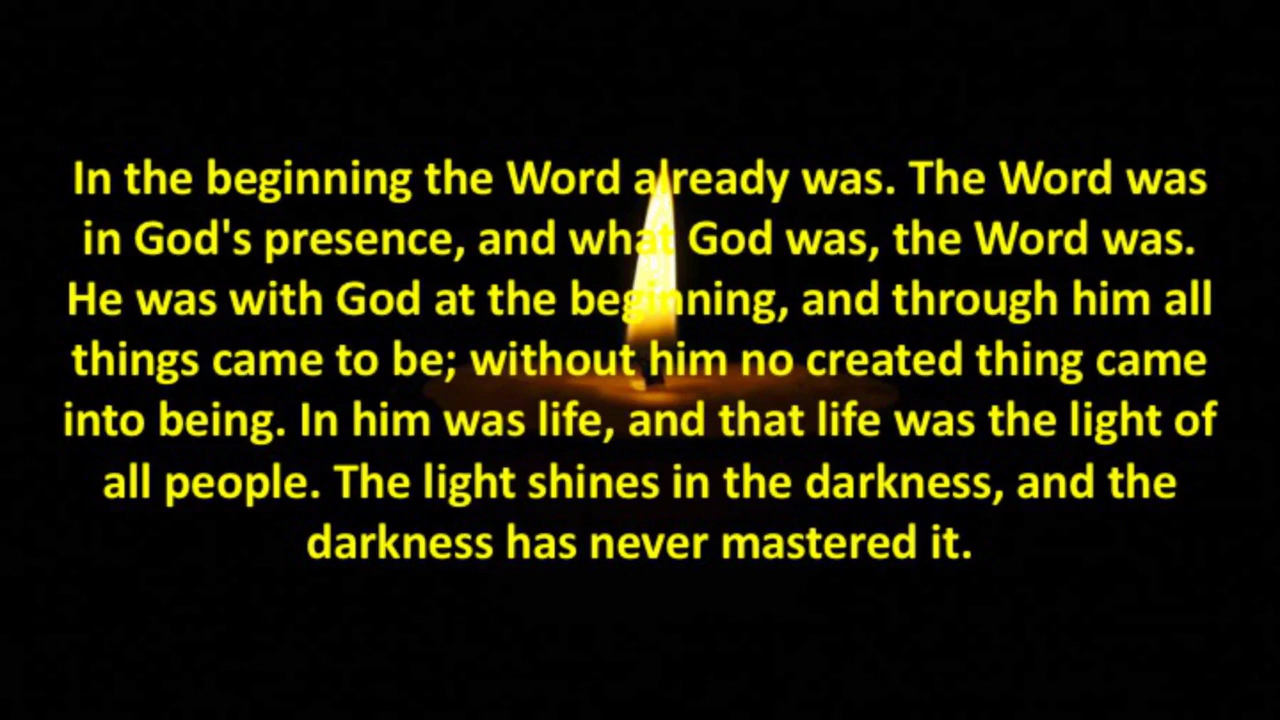 In the beginning the Word already was. The Word was
in God's presence, and what God was, the Word was.
He was with God at the beginning, and through him all
things came to be; without him no created thing came
into being. In him was life, and that life was the light of
all people. The light shines in the darkness, and the
darkness has never mastered it.